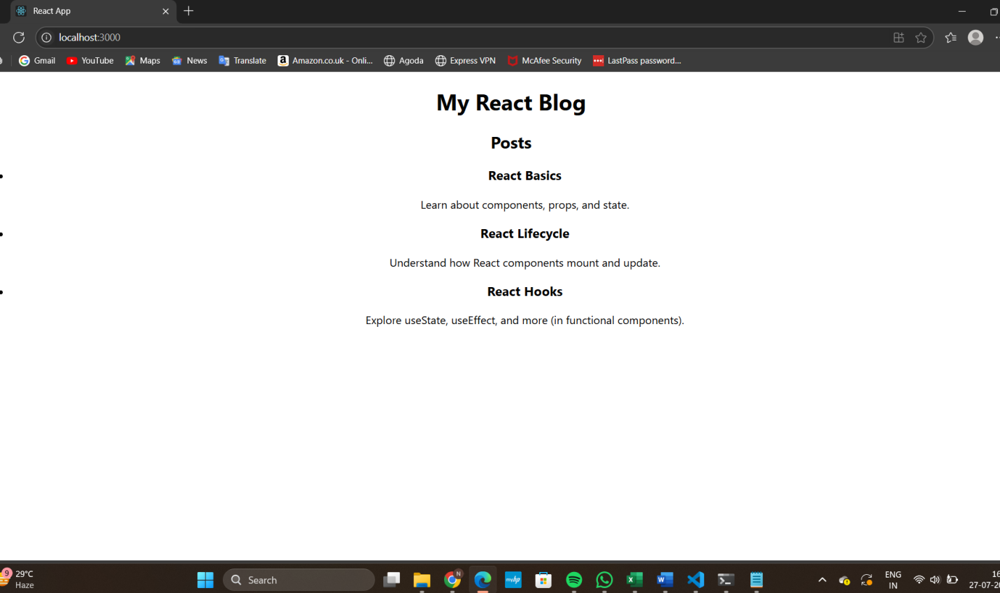 React App
localhost:3000
Gmail YouTube Maps News Translate Amazon.co.uk - Onli... Agoda Express VPN McAfee Security LastPass password...
My React Blog
Posts
React Basics
Learn about components, props, and state.
React Lifecycle
Understand how React components mount and update.
React Hooks
Explore useState, useEffect, and more (in functional components).
9
29°C
Haze
Search
N
myhp
ENG
IN
16
27-07-20